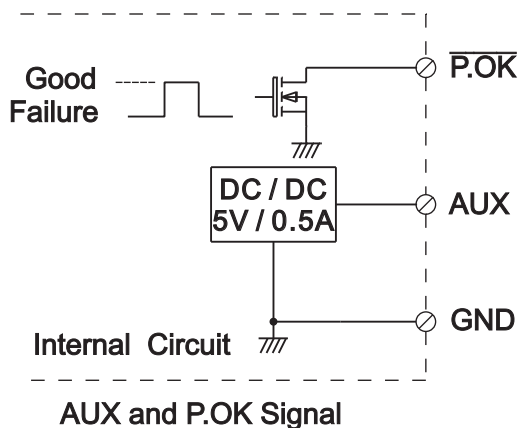 P.OK
Good
Failure
DC / DC
5V / 0.5A
AUX
GND
Internal Circuit
AUX and P.OK Signal